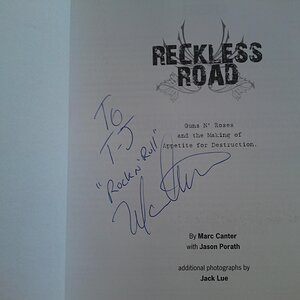 RECKLESS
ROAD
Guns N' Roses
and the Making of
Appetite for Destruction.
To
T-J
"Rock n' Roll"
By Marc Canter
with Jason Porath
additional photographs by
Jack Lue